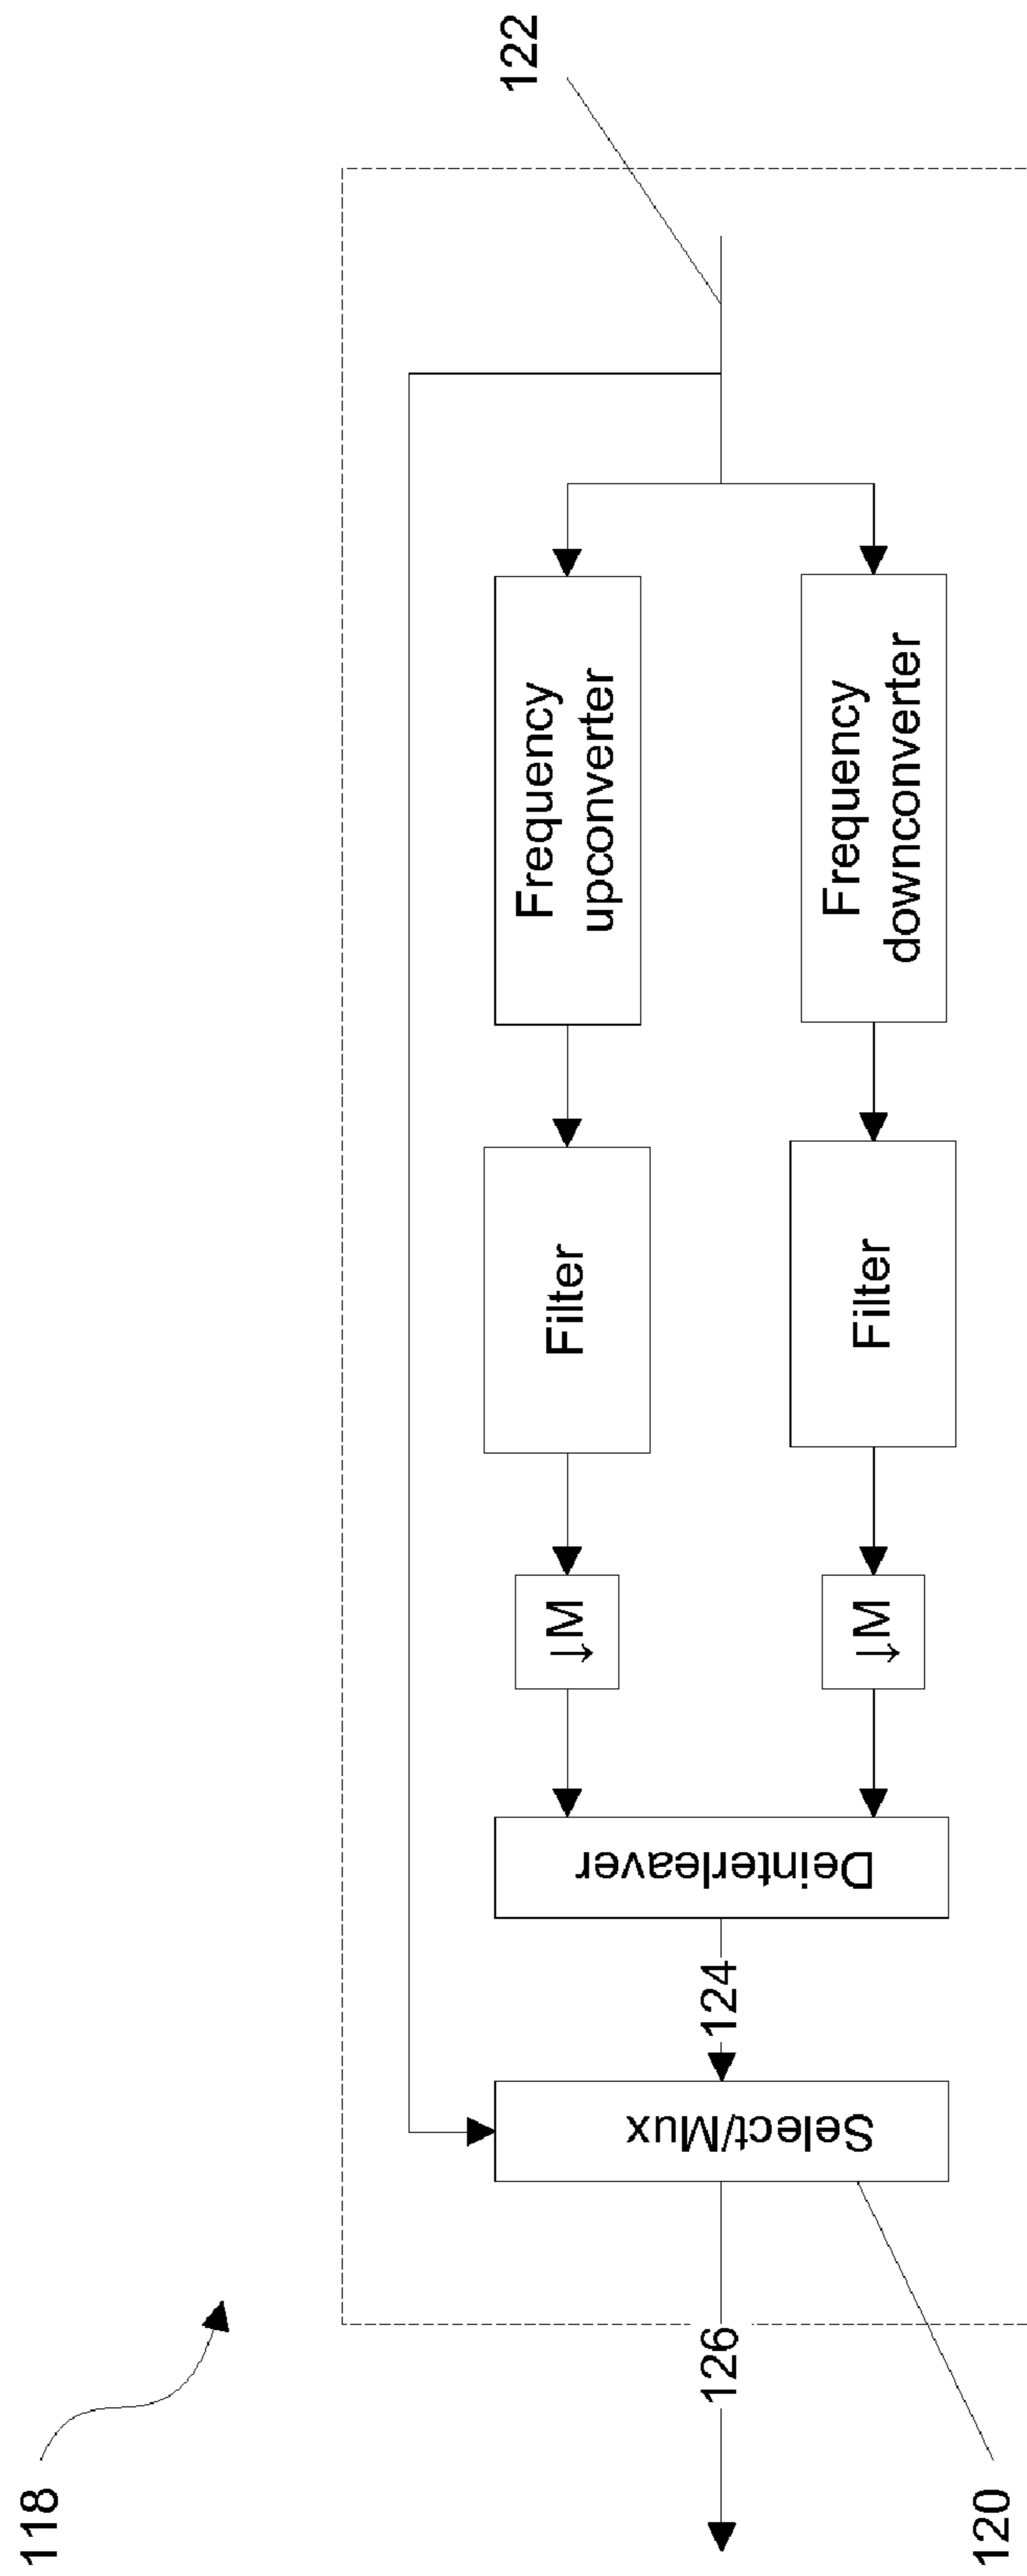 118
122
Frequency
upconverter
Filter
↓M
Frequency
downconverter
Filter
↓M
Deinterleaver
124
Select/Mux
126
120